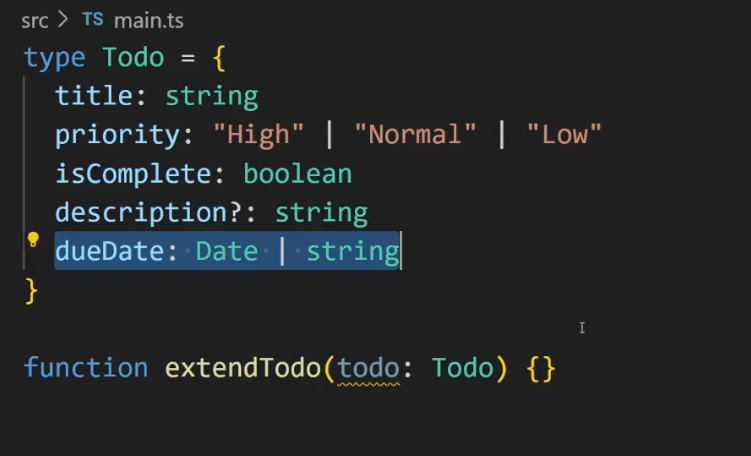 src > TS main.ts
type Todo = {
  title: string
  priority: "High" | "Normal" | "Low"
  isComplete: boolean
  description?: string
  dueDate: Date | string
}
function extendTodo(todo: Todo) {}